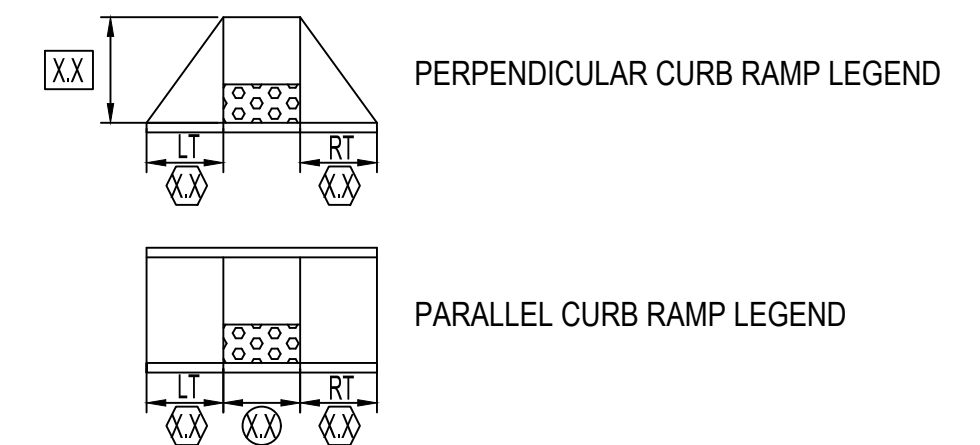 X.X
PERPENDICULAR CURB RAMP LEGEND
LT RT
X.X X.X
PARALLEL CURB RAMP LEGEND
LT RT
X.X X.X X.X